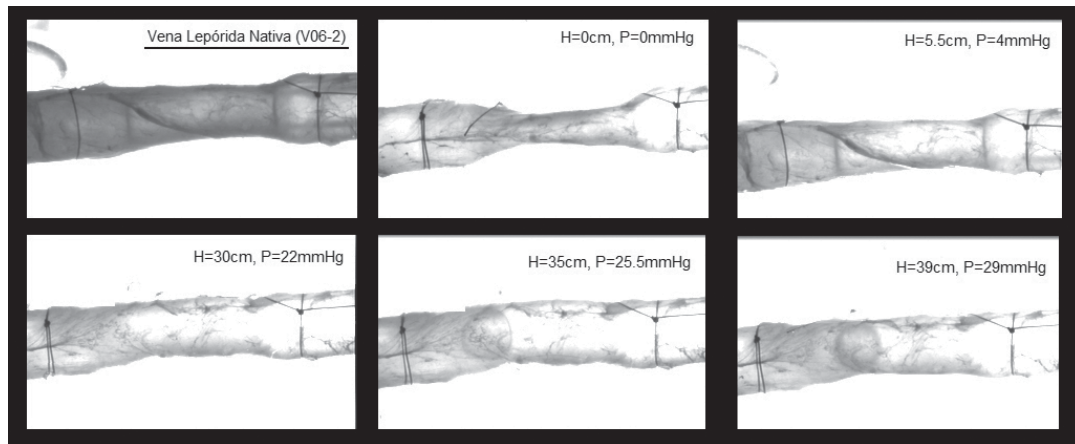 Vena Lepórida Nativa (V06-2)
H=0cm, P=0mmHg
H=5.5cm, P=4mmHg
H=30cm, P=22mmHg
H=35cm, P=25.5mmHg
H=39cm, P=29mmHg